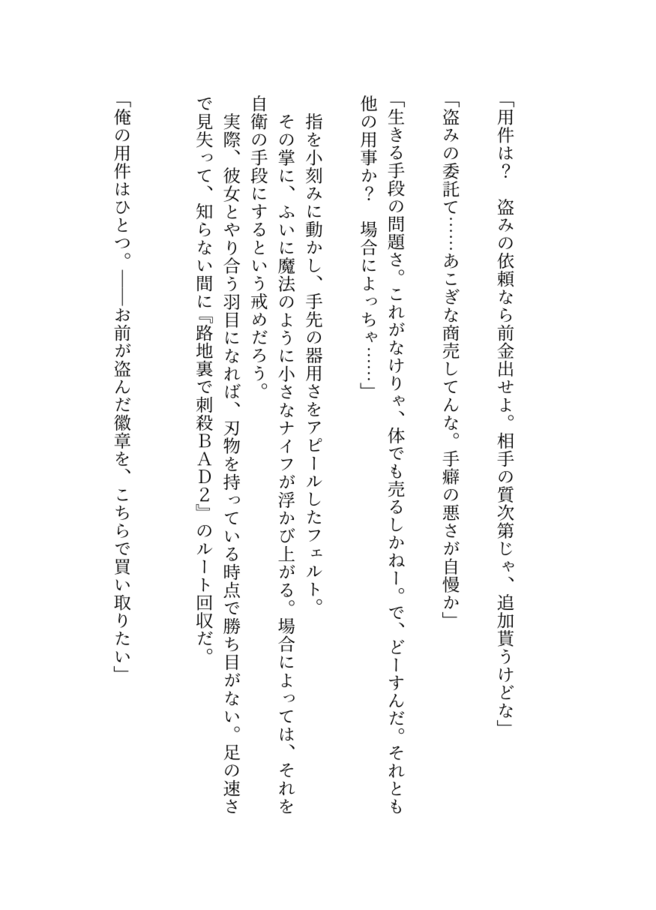 「用件は？　盗みの依頼なら前金出せよ。相手の質次第じゃ、追加貰うけどな」
「盗みの委託て……あこぎな商売してんな。手癖の悪さが自慢か」
「生きる手段の問題さ。これがなけりゃ、体でも売るしかねー。で、どーすんだ。それとも
他の用事か？　場合によっちゃ……」
　指を小刻みに動かし、手先の器用さをアピールしたフェルト。
　その掌に、ふいに魔法のように小さなナイフが浮かび上がる。場合によっては、それを
自衛の手段にするという戒めだろう。
　実際、彼女とやり合う羽目になれば、刃物を持っている時点で勝ち目がない。足の速さ
で見失って、知らない間に『路地裏で刺殺ＢＡＤ２』のルート回収だ。
「俺の用件はひとつ。――お前が盗んだ徽章を、こちらで買い取りたい」